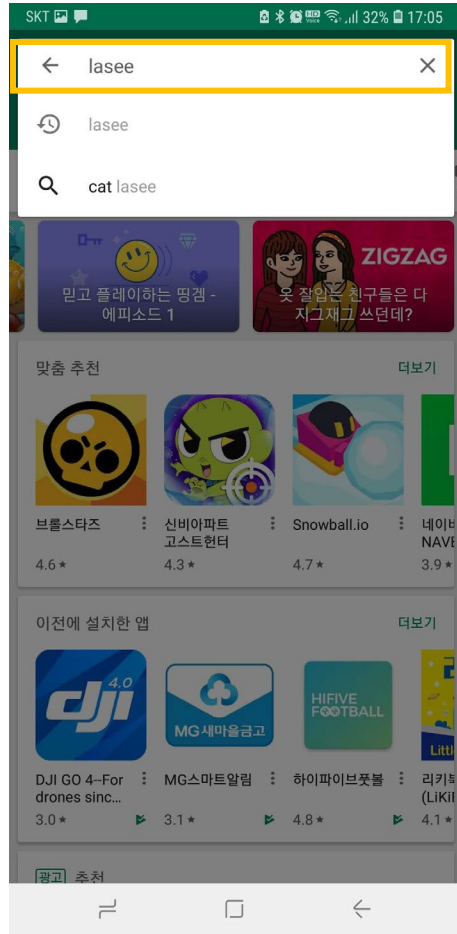 SKT 32% 17:05
lasee
lasee
cat lasee
믿고 플레이하는 띵겜 -
에피소드 1
ZIGZAG
옷 잘입는 친구들은 다
지그재그 쓰던데?
맞춤 추천 더보기
브롤스타즈
4.6★
신비아파트
고스트헌터
4.3★
Snowball.io
4.7★
NAVE
3.9★
이전에 설치한 앱 더보기
4.0
dji
MG새마을금고
HIFIVE
FOOTBALL
Littl
DJI GO 4--For
drones sinc...
3.0★
MG스마트알림
3.1★
하이파이브풋볼
4.8★
리키북
(LiKiI
4.1★
광고 추천